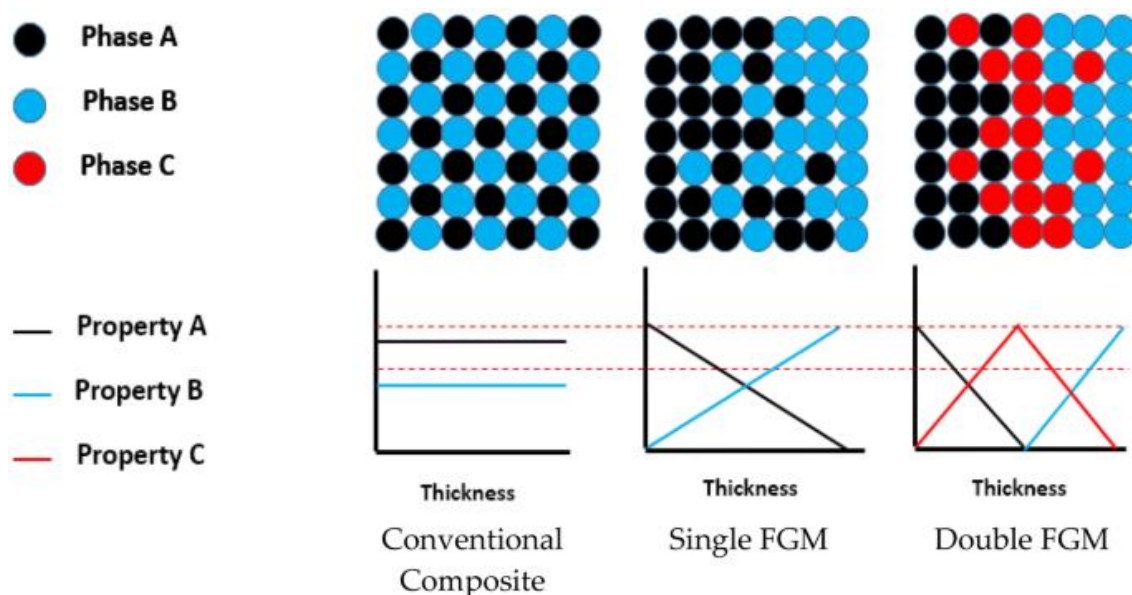 Phase A
Phase B
Phase C
Property A
Property B
Property C
Thickness
Thickness
Thickness
Conventional
Composite
Single FGM
Double FGM